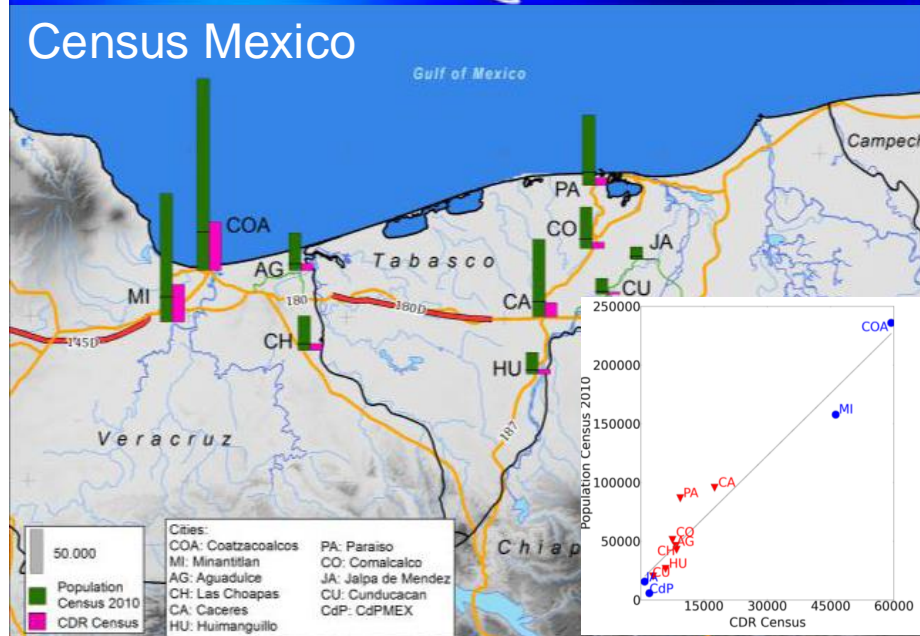 Census Mexico
Gulf of Mexico
Campech
PA
COA
CO
JA
AG
Tabasco
CU
MI
180
180D
CA
145D
CH
HU
187
Veracruz
Chiap
50.000
Population
Census 2010
CDR Census
Cities:
COA: Coatzacoalcos
MI: Minantitlan
AG: Aguadulce
CH: Las Choapas
CA: Caceres
HU: Huimanguillo
PA: Paraiso
CO: Comalcalco
JA: Jalpa de Mendez
CU: Cunducacan
CdP: CdPMEX
Population Census 2010
250000
200000
150000
100000
50000
0
COA
MI
CA
PA
CO
AG
CH
HU
CU
JA
CdP
15000
30000
45000
60000
CDR Census